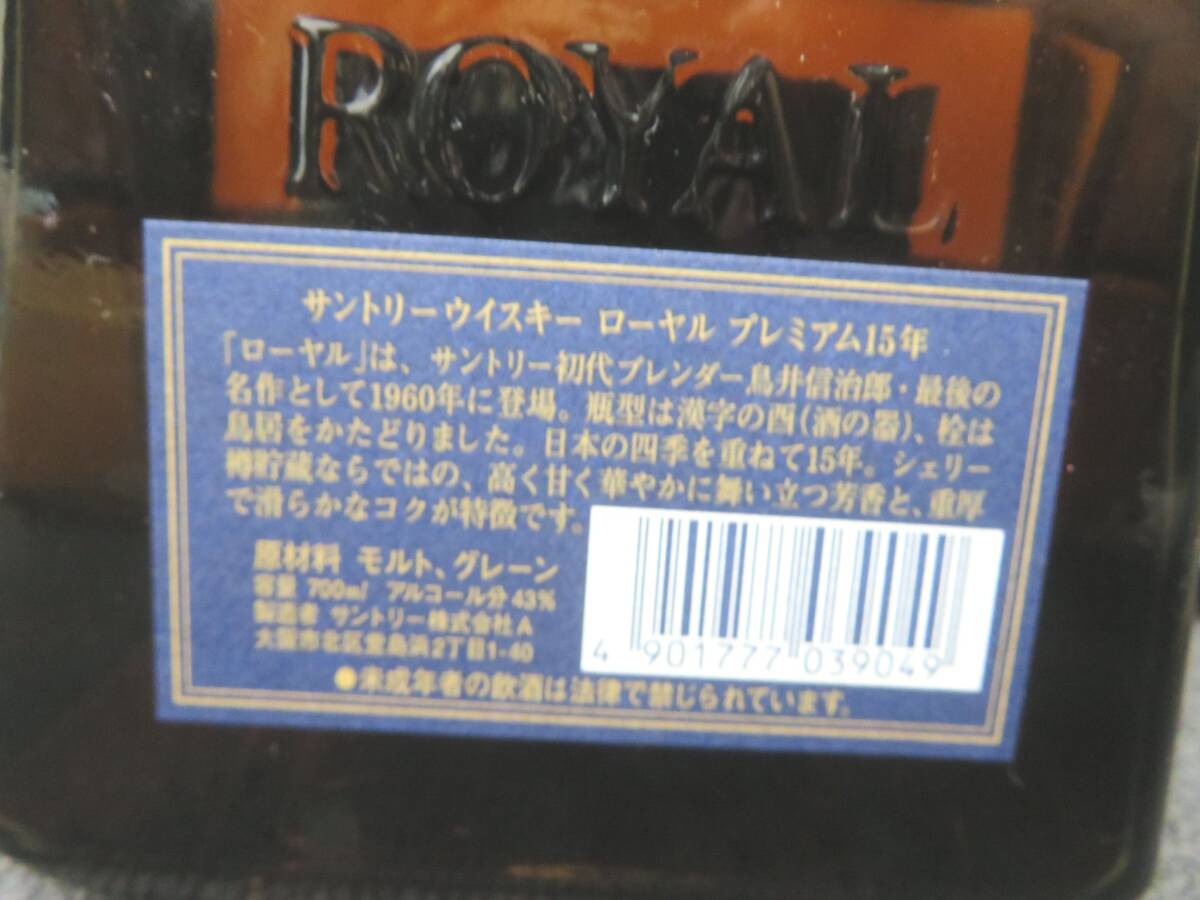 ROYAL
サントリーウイスキー ローヤル プレミアム15年
「ローヤル」は、サントリー初代ブレンダー鳥井信治郎・最後の
名作として1960年に登場。瓶型は漢字の酉(酒の器)、栓は
鳥居をかたどりました。日本の四季を重ねて15年。シェリー
樽貯蔵ならではの、高く甘く華やかに舞い立つ芳香と、重厚
で滑らかなコクが特徴です。
原材料 モルト、グレーン
容量 700ml アルコール分43%
製造者 サントリー株式会社A
大阪市北区堂島浜2丁目1-40
4 901777 039049
●未成年者の飲酒は法律で禁じられています。